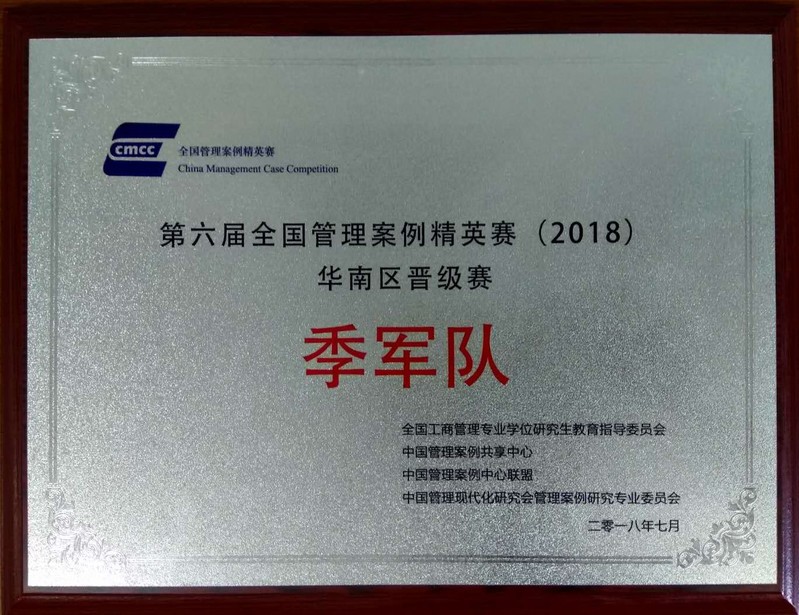 cmcc
全国管理案例精英赛
China Management Case Competition
第六届全国管理案例精英赛（2018）
华南区晋级赛
季军队
全国工商管理专业学位研究生教育指导委员会
中国管理案例共享中心
中国管理案例中心联盟
中国管理现代化研究会管理案例研究专业委员会
二零一八年七月